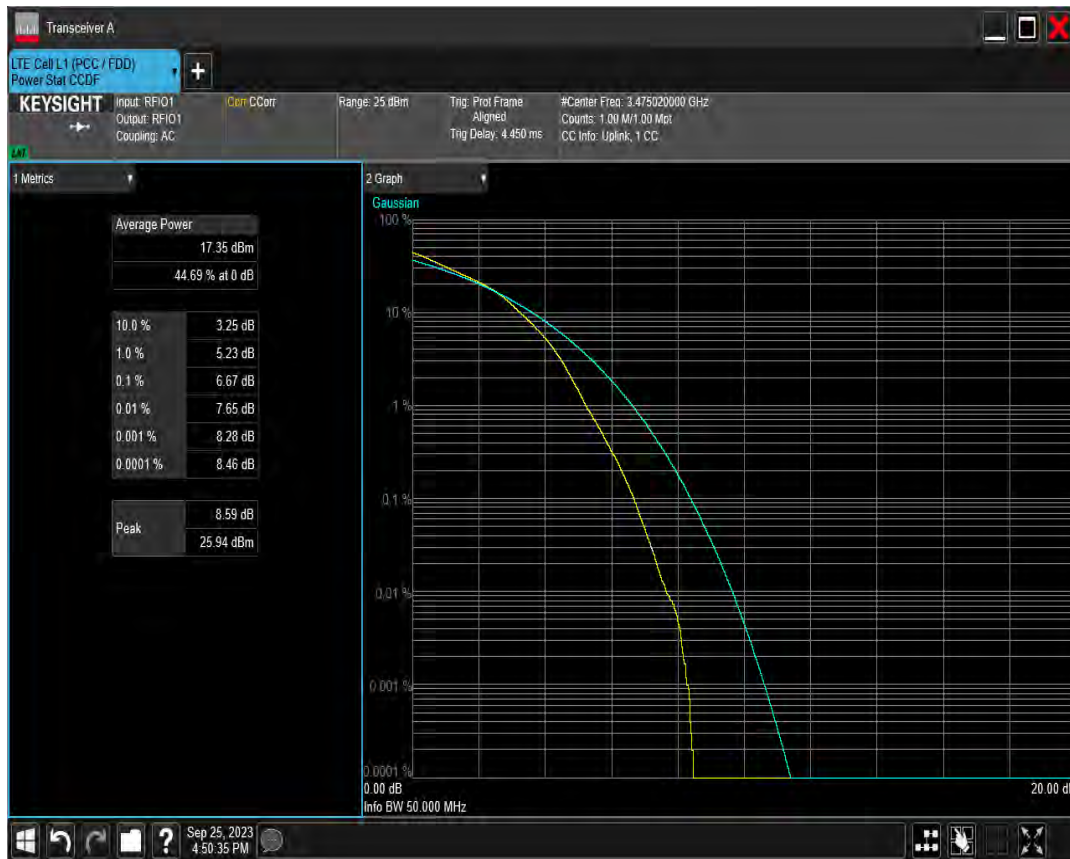 Transceiver A
LTE Cell L1 (PCC / FDD)
Power Stat CCDF
+
KEYSIGHT
Input: RFIO1
Output: RFIO1
Coupling: AC
Corr CCorr
Range: 25 dBm
Trig: Prot Frame
Aligned
Trig Delay: 4.450 ms
#Center Freq: 3.475020000 GHz
Counts: 1.00 M/1.00 Mpt
CC Info: Uplink, 1 CC
1 Metrics
Average Power
17.35 dBm
44.69 % at 0 dB
10.0 % 3.25 dB
1.0 % 5.23 dB
0.1 % 6.67 dB
0.01 % 7.65 dB
0.001 % 8.28 dB
0.0001 % 8.46 dB
Peak 8.59 dB
25.94 dBm
2 Graph
Gaussian
100 %
10 %
1 %
0.1 %
0.01 %
0.001 %
0.0001 %
0.00 dB 20.00 d
Info BW 50.000 MHz
?
Sep 25, 2023
4:50:35 PM